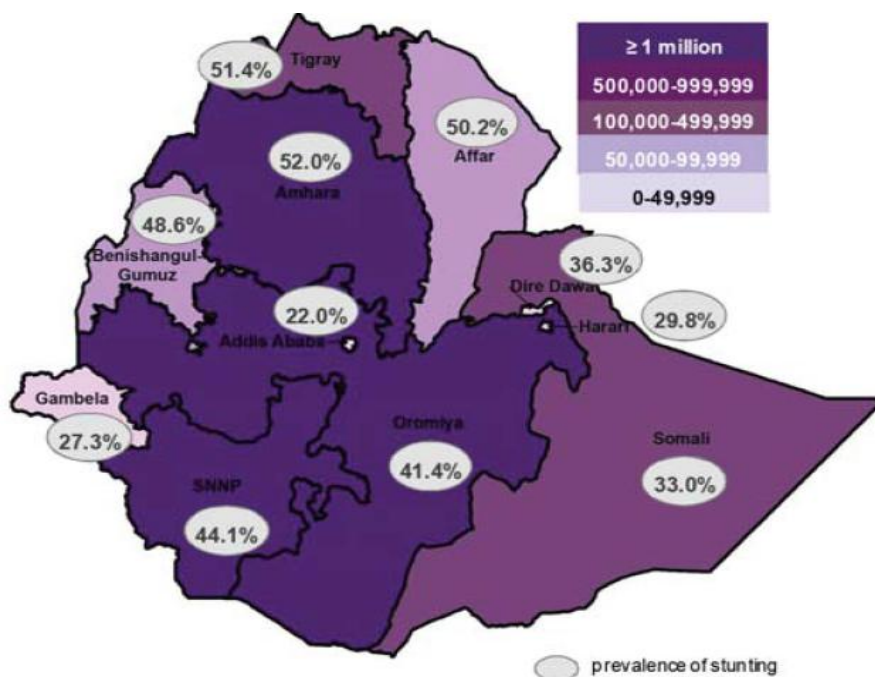 ≥ 1 million
500,000-999,999
100,000-499,999
50,000-99,999
0-49,999
Tigray
51.4%
50.2%
Affar
52.0%
Amhara
48.6%
Benishangul-
Gumuz
36.3%
Dire Dawa
22.0%
Addis Ababa
Harari
29.8%
Gambela
27.3%
Oromiya
41.4%
Somali
33.0%
SNNP
44.1%
prevalence of stunting